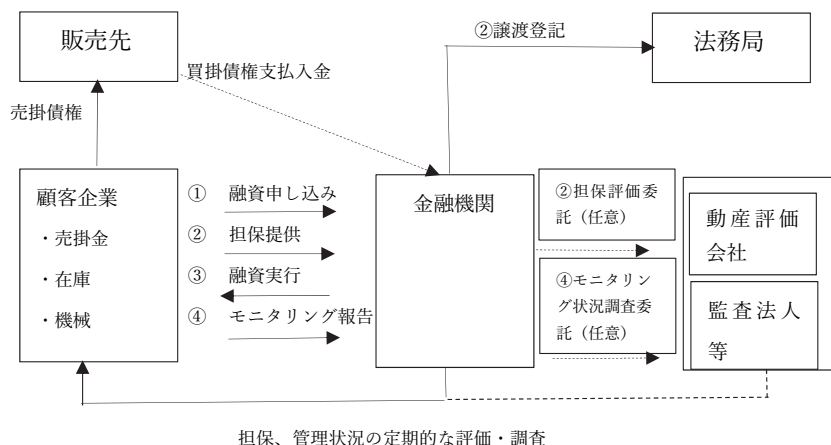 販売先
②譲渡登記
法務局
買掛債権支払入金
売掛債権
顧客企業
・売掛金
・在庫
・機械
① 融資申し込み
② 担保提供
③ 融資実行
④ モニタリング報告
金融機関
②担保評価委
託（任意）
④モニタリン
グ状況調査委
託（任意）
動産評価
会社
監査法人
等
担保、管理状況の定期的な評価・調査